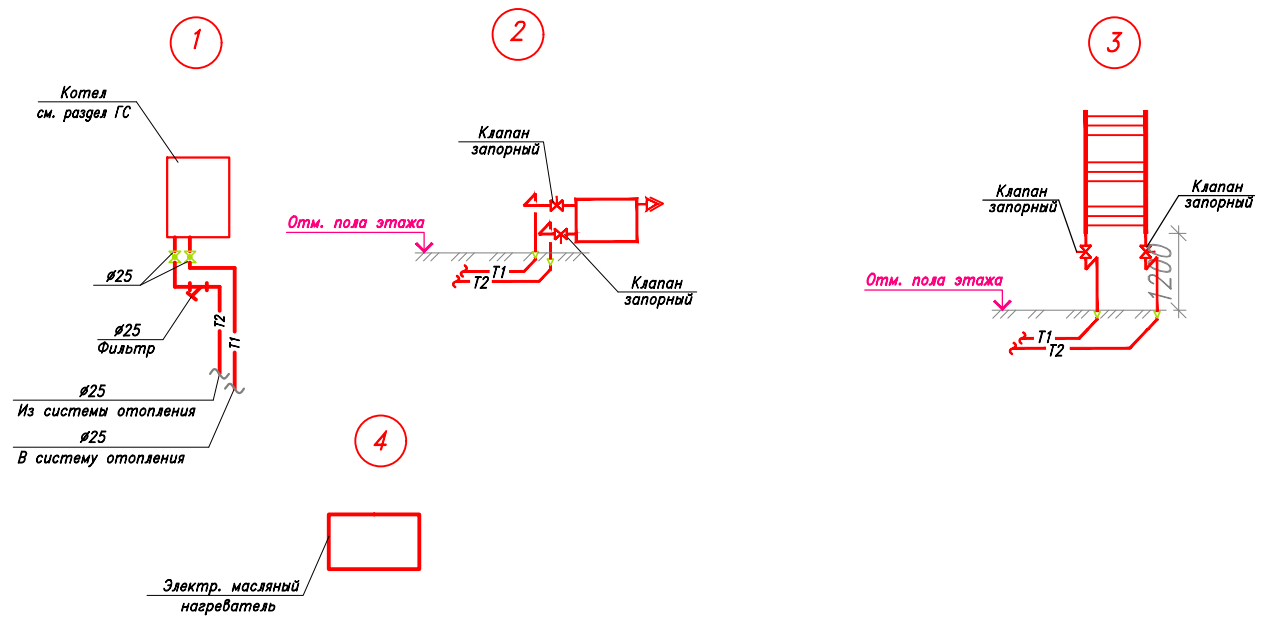 1
Котел
см. раздел ГС
ø25
ø25
Фильтр
T2
T1
ø25
Из системы отопления
ø25
В систему отопления
2
Клапан
запорный
Отм. пола этажа
T1
T2
Клапан
запорный
3
Клапан
запорный
Клапан
запорный
1200
Отм. пола этажа
T1
T2
4
Электр. масляный
нагреватель